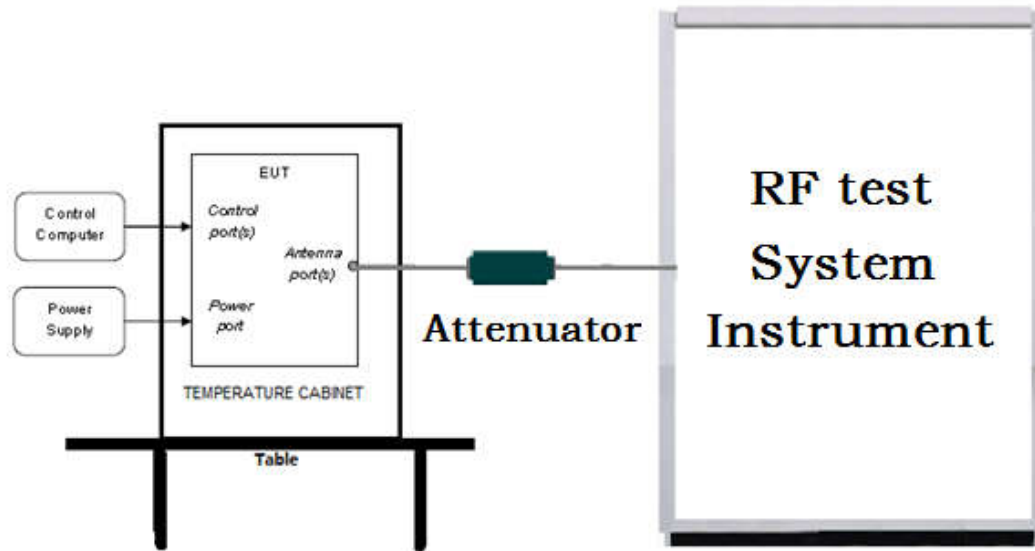 EUT
Control
Computer
Control
port(s)
Antenna
port(s)
Power
Supply
Power
port
TEMPERATURE CABINET
Table
Attenuator
RF test
System
Instrument